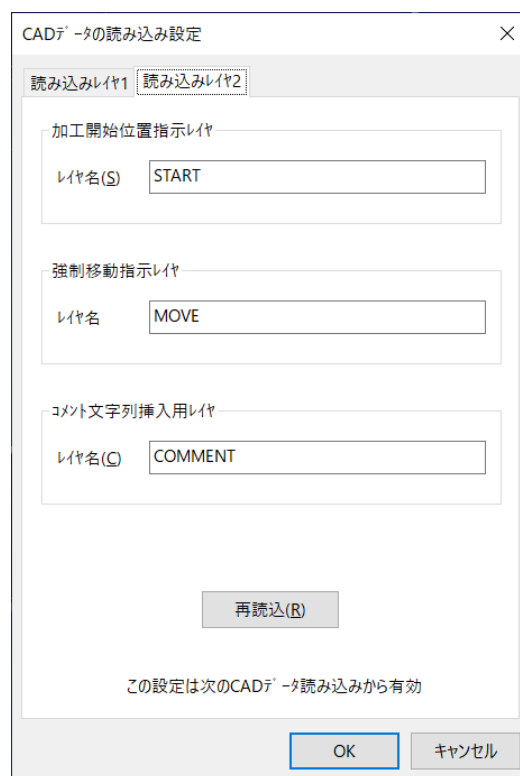 CADﾃﾞｰﾀの読み込み設定
読み込みﾚｲﾔ1 読み込みﾚｲﾔ2
加工開始位置指示ﾚｲﾔ
ﾚｲﾔ名(S) START
強制移動指示ﾚｲﾔ
ﾚｲﾔ名 MOVE
ｺﾒﾝﾄ文字列挿入用ﾚｲﾔ
ﾚｲﾔ名(C) COMMENT
再読込(R)
この設定は次のCADﾃﾞｰﾀ読み込みから有効
OK ｷｬﾝｾﾙ